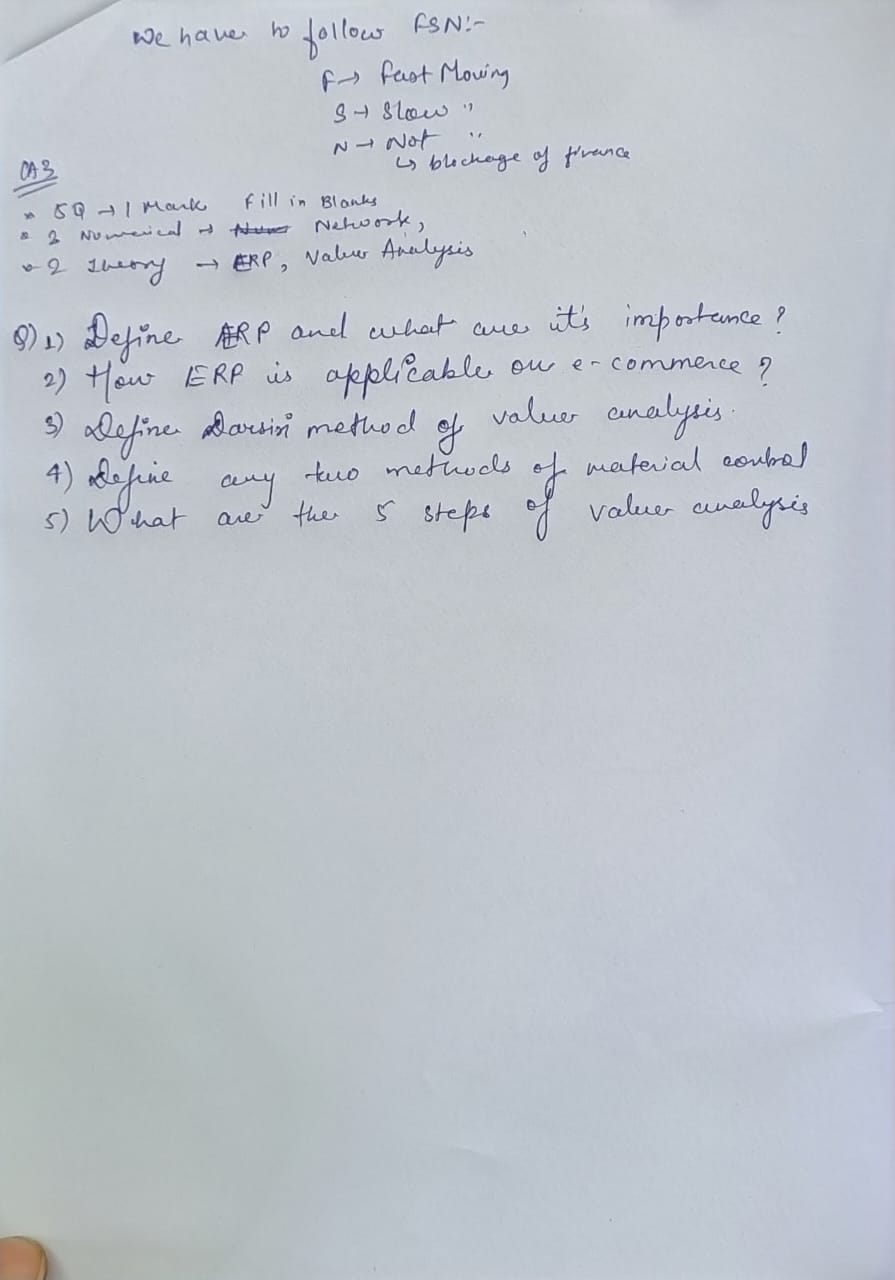 We have to follow FSN:-
F → Fast Moving
S → Slow "
N → Not "
↳ blockage of finance
CA3
* 5Q → 1 Mark Fill in Blanks
* 3 Numerical → Network,
* 2 Theory → ERP, Value Analysis
Q) 1) Define ERP and what are it's importance ?
2) How ERP is applicable on e-commerce ?
3) Define Darsiri method of value analysis.
4) Define any two methods of material control
5) What are the 5 steps of value analysis